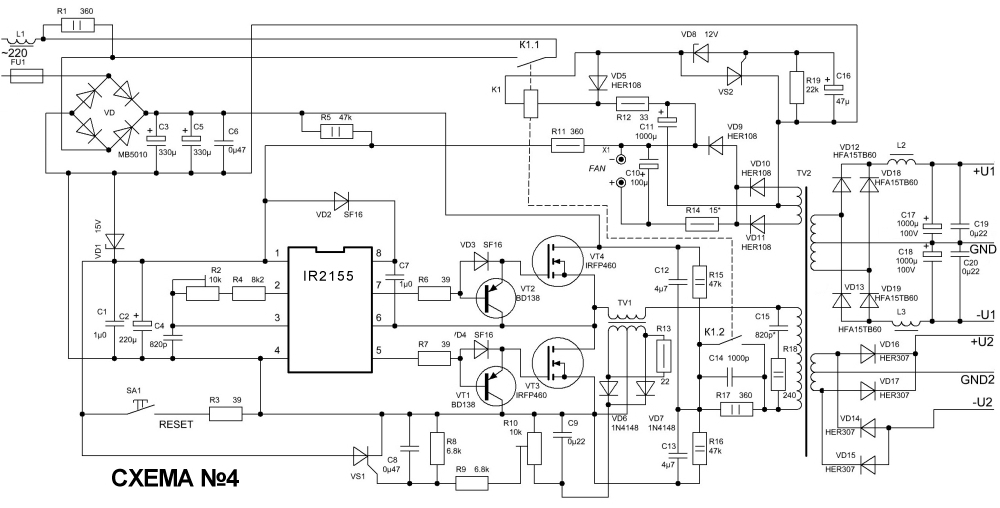 R1 360
L1
~220
FU1
VD
MB5010
C3
330µ
C5
330µ
C6
0µ47
R5 47k
K1.1
K1
VD8 12V
VS2
VD5
HER108
R12 33
C11
1000µ
R19
22k
C16
47µ
R11 360
X1
FAN
C10
100µ
VD9
HER108
VD10
HER108
R14 15*
VD11
HER108
TV2
VD12
HFA15TB60
VD18
HFA15TB60
L2
+U1
C17
1000µ
100V
C18
1000µ
100V
C19
0µ22
GND
C20
0µ22
VD13
HFA15TB60
VD19
HFA15TB60
L3
-U1
+U2
VD16
HER307
GND2
VD17
HER307
-U2
VD14
HER307
VD15
HER307
VD1 15V
VD2 SF16
R2
10k
R4 8k2
1
2
3
4
IR2155
8
7
6
5
C7
1µ0
C1
1µ0
C2
220µ
C4
820p
R6 39
R7 39
VD3 SF16
VT2
BD138
VT4
IRFP460
VD4 SF16
VT1
BD138
VT3
IRFP460
TV1
R13
22
VD6
1N4148
VD7
1N4148
C12
4µ7
R15
47k
K1.2
C14 1000p
R17 360
C15
820p*
R18
240
C13
4µ7
R16
47k
SA1
RESET
R3 39
VS1
C8
0µ47
R8
6.8k
R9 6.8k
R10
10k
C9
0µ22
СХЕМА №4